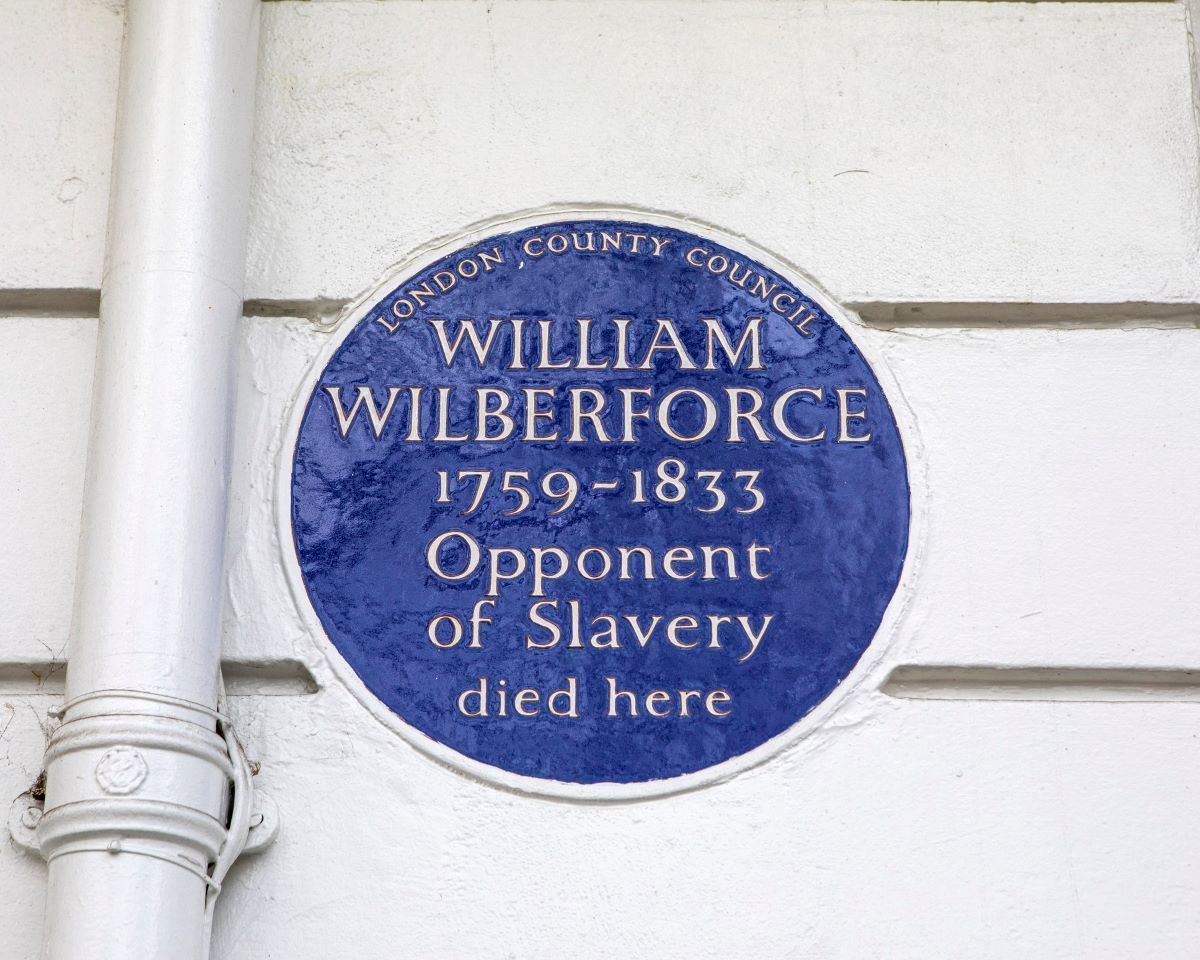 LONDON COUNTY COUNCIL
WILLIAM
WILBERFORCE
1759-1833
Opponent
of Slavery
died here